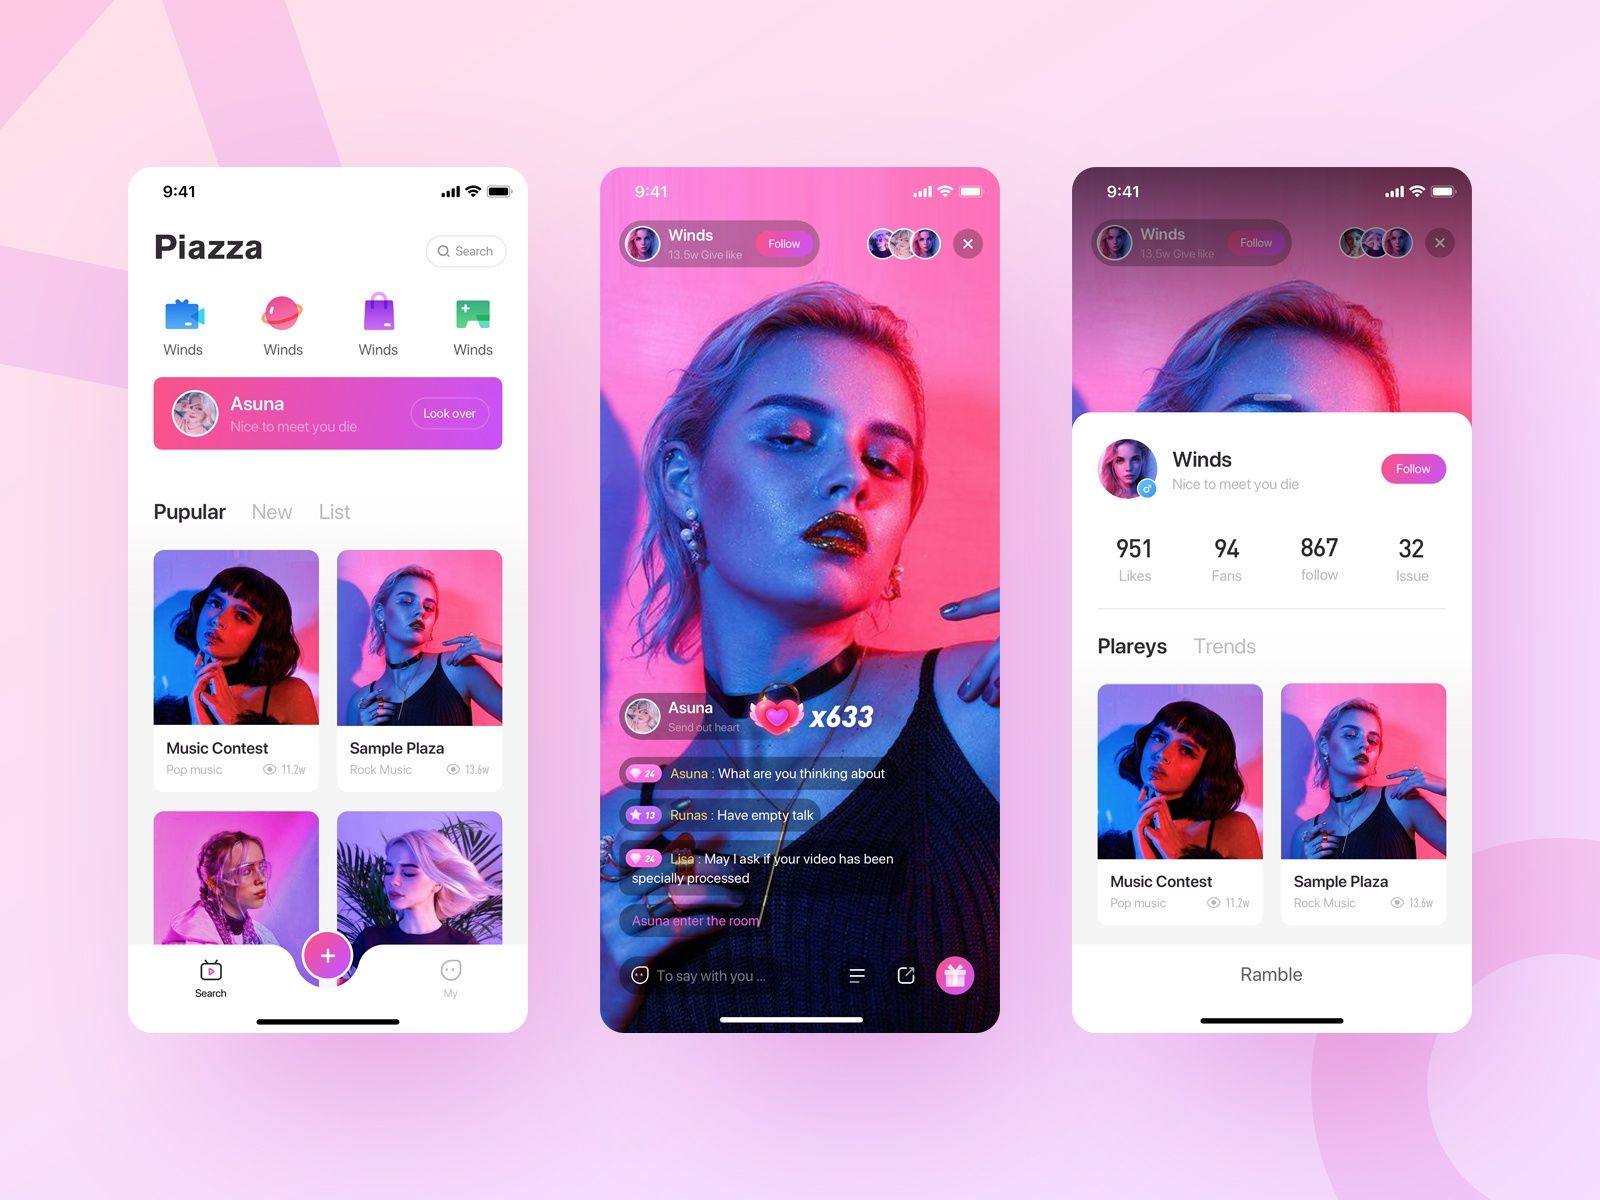 9:41
Piazza
Search
Winds
Winds
Winds
Winds
Asuna
Nice to meet you die
Look over
Pupular
New
List
Music Contest
Pop music
11.2w
Sample Plaza
Rock Music
13.6w
Search
My
9:41
Winds
13.5w Give like
Follow
Asuna
Send out heart
x633
24 Asuna : What are you thinking about
13 Runas : Have empty talk
24 Lisa : May I ask if your video has been
specially processed
Asuna enter the room
To say with you ...
9:41
Winds
13.5w Give like
Follow
Winds
Nice to meet you die
Follow
951
Likes
94
Fans
867
follow
32
Issue
Plareys
Trends
Music Contest
Pop music
11.2w
Sample Plaza
Rock Music
13.6w
Ramble